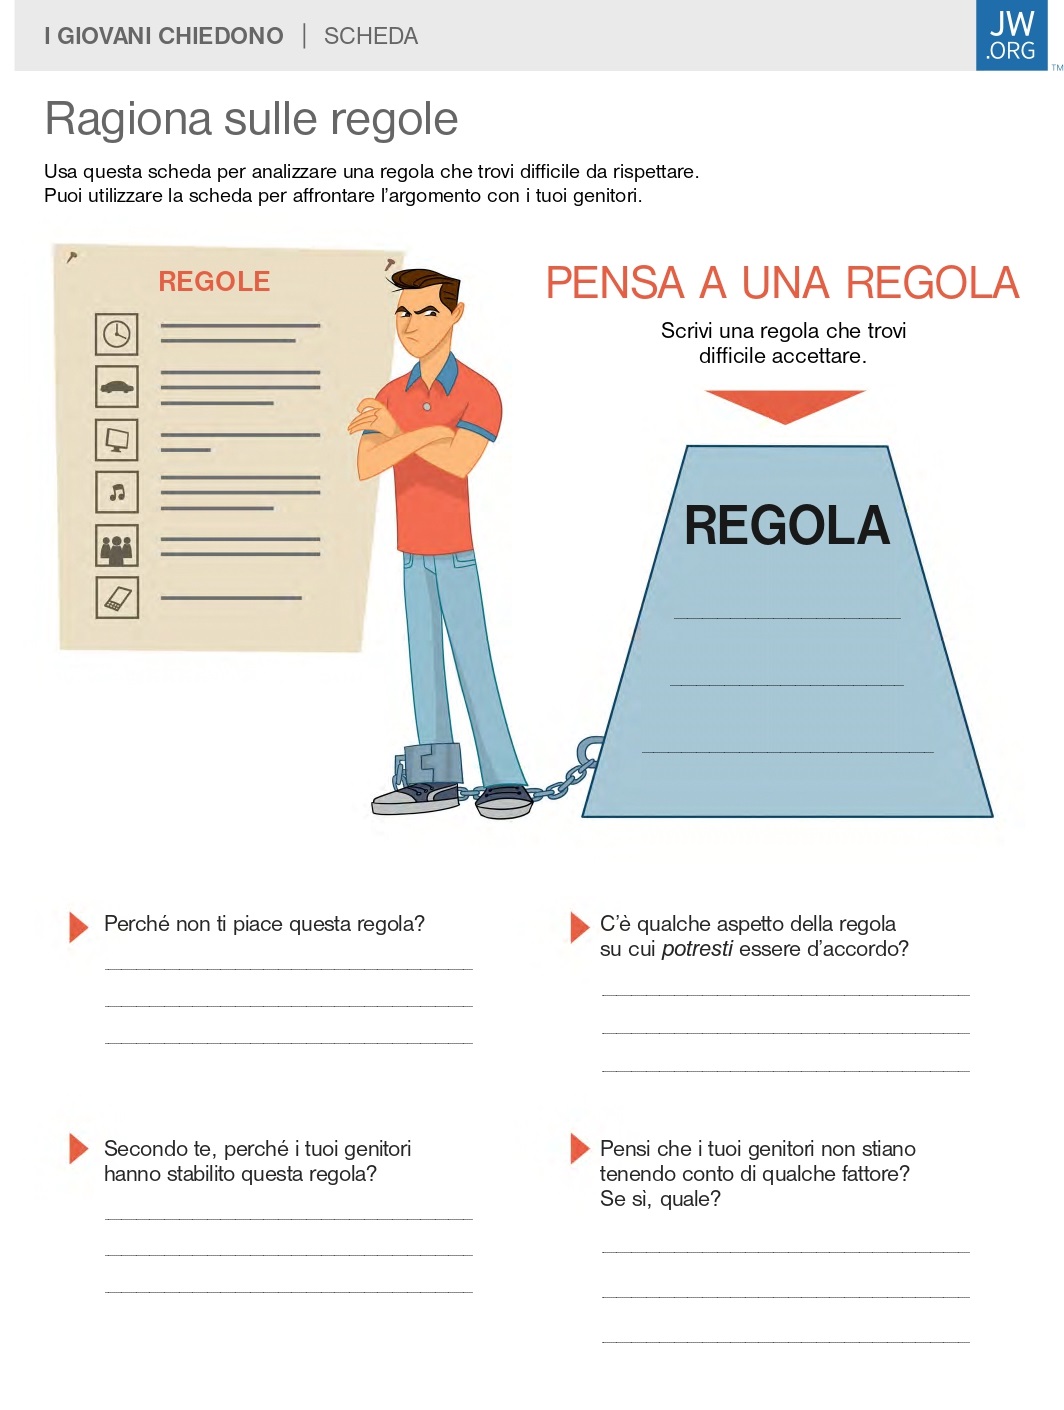 I GIOVANI CHIEDONO | SCHEDA
JW
.ORG
TM
Ragiona sulle regole
Usa questa scheda per analizzare una regola che trovi difficile da rispettare.
Puoi utilizzare la scheda per affrontare l’argomento con i tuoi genitori.
REGOLE
PENSA A UNA REGOLA
Scrivi una regola che trovi
difficile accettare.
REGOLA
Perché non ti piace questa regola?
C’è qualche aspetto della regola
su cui potresti essere d’accordo?
Secondo te, perché i tuoi genitori
hanno stabilito questa regola?
Pensi che i tuoi genitori non stiano
tenendo conto di qualche fattore?
Se sì, quale?